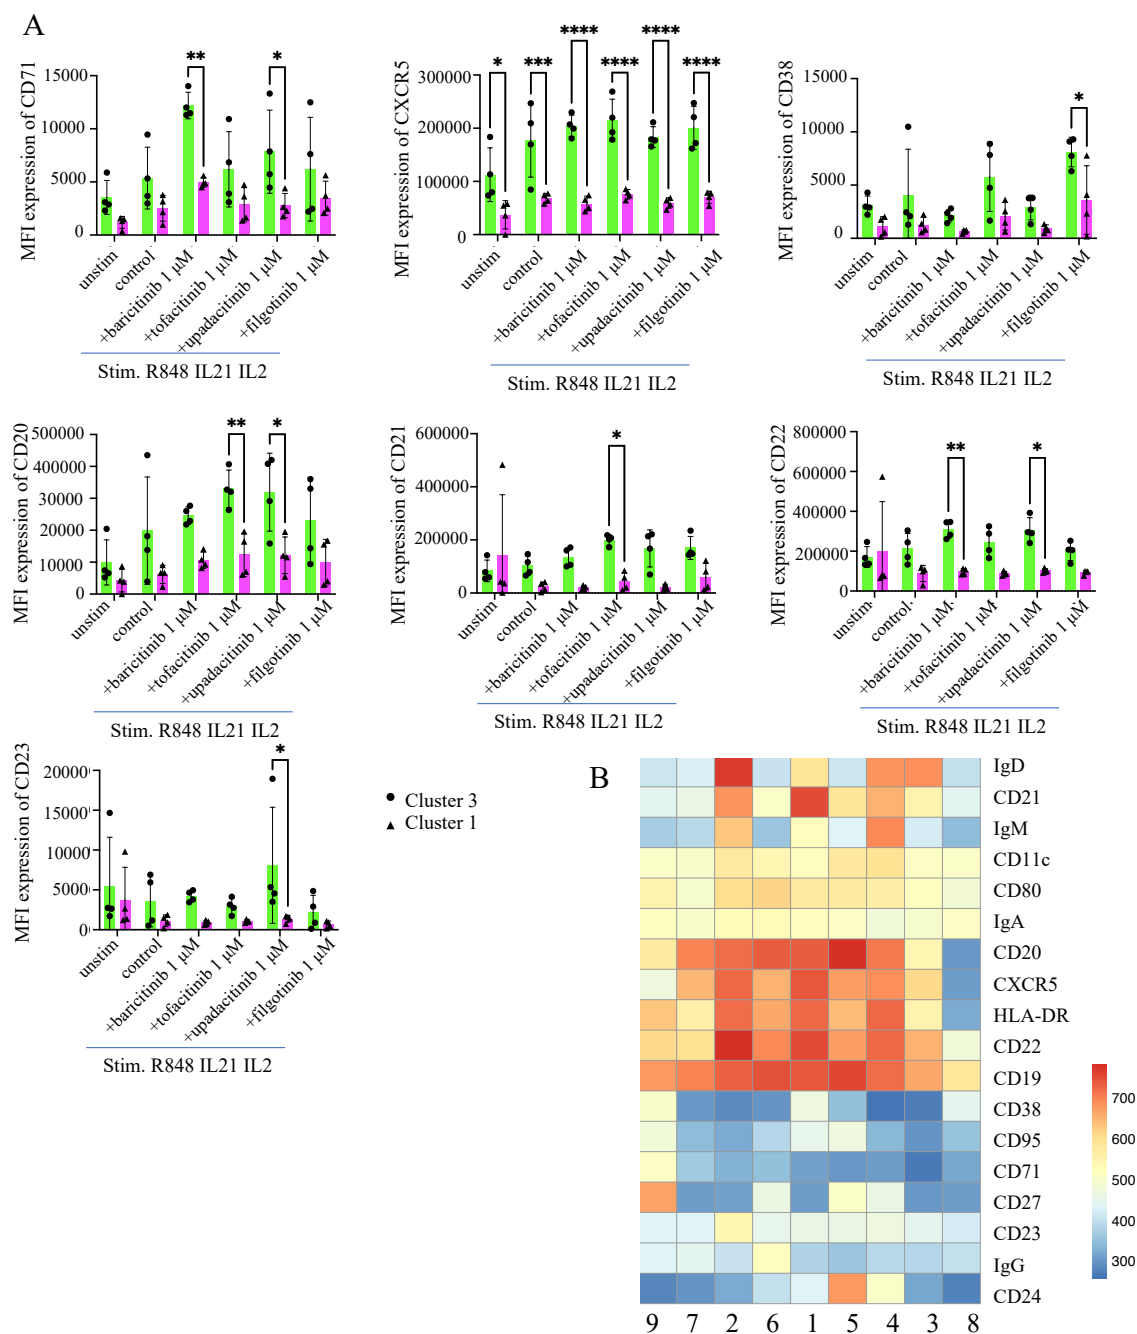 A
MFI expression of CD71
15000
10000
5000
0
**
*
unstim
control
+baricitinib 1 µM
+tofacitinib 1 µM
+upadacitinib 1 µM
+filgotinib 1 µM
Stim. R848 IL21 IL2
MFI expression of CXCR5
300000
200000
100000
0
*
***
****
****
****
****
unstim
control
+baricitinib 1 µM
+tofacitinib 1 µM
+upadacitinib 1 µM
+filgotinib 1 µM
Stim. R848 IL21 IL2
MFI expression of CD38
15000
10000
5000
0
*
unstim
control
+baricitinib 1 µM
+tofacitinib 1 µM
+upadacitinib 1 µM
+filgotinib 1 µM
Stim. R848 IL21 IL2
MFI expression of CD20
500000
400000
30000
20000
10000
0
**
*
unstim
control
+baricitinib 1 µM
+tofacitinib 1 µM
+upadacitinib 1 µM
+filgotinib 1 µM
Stim. R848 IL21 IL2
MFI expression of CD21
600000
400000
200000
0
*
unstim
control
+baricitinib 1 µM
+tofacitinib 1 µM
+upadacitinib 1 µM
+filgotinib 1 µM
Stim. R848 IL21 IL2
MFI expression of CD22
800000
600000
400000
200000
0
**
*
unstim
control
+baricitinib 1 µM
+tofacitinib 1 µM
+upadacitinib 1 µM
+filgotinib 1 µM
Stim. R848 IL21 IL2
MFI expression of CD23
20000
15000
10000
5000
0
*
unstim
control
+baricitinib 1 µM
+tofacitinib 1 µM
+upadacitinib 1 µM
+filgotinib 1 µM
Stim. R848 IL21 IL2
Cluster 3
Cluster 1
B
IgD
CD21
IgM
CD11c
CD80
IgA
CD20
CXCR5
HLA-DR
CD22
CD19
CD38
CD95
CD71
CD27
CD23
IgG
CD24
9 7 2 6 1 5 4 3 8
700
600
500
400
300